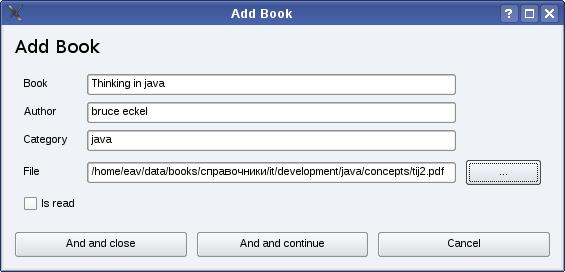 Add Book
Add Book
Book Thinking in java
Author bruce eckel
Category java
File /home/eav/data/books/справочники/it/development/java/concepts/tij2.pdf ...
Is read
And and close And and continue Cancel